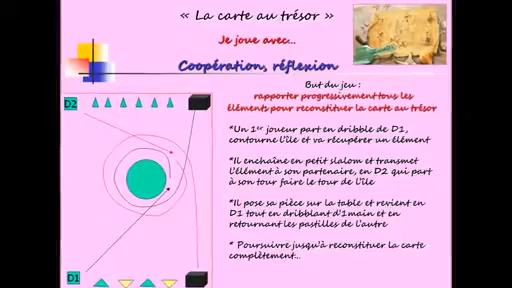 « La carte au trésor »
Je joue avec...
Coopération, réflexion
But du jeu :
rapporter progressivement tous les
éléments pour reconstituer la carte au trésor
*Un 1er joueur part en dribble de D1,
contourne l'île et va récupérer un élément
*Il enchaîne en petit slalom et transmet
l'élément à son partenaire, en D2 qui part
à son tour faire le tour de l'île
*Il pose sa pièce sur la table et revient en
D1 tout en dribblant d'1main et en
retournant les pastilles de l'autre
* Poursuivre jusqu'à reconstituer la carte
complètement...
D2
D1